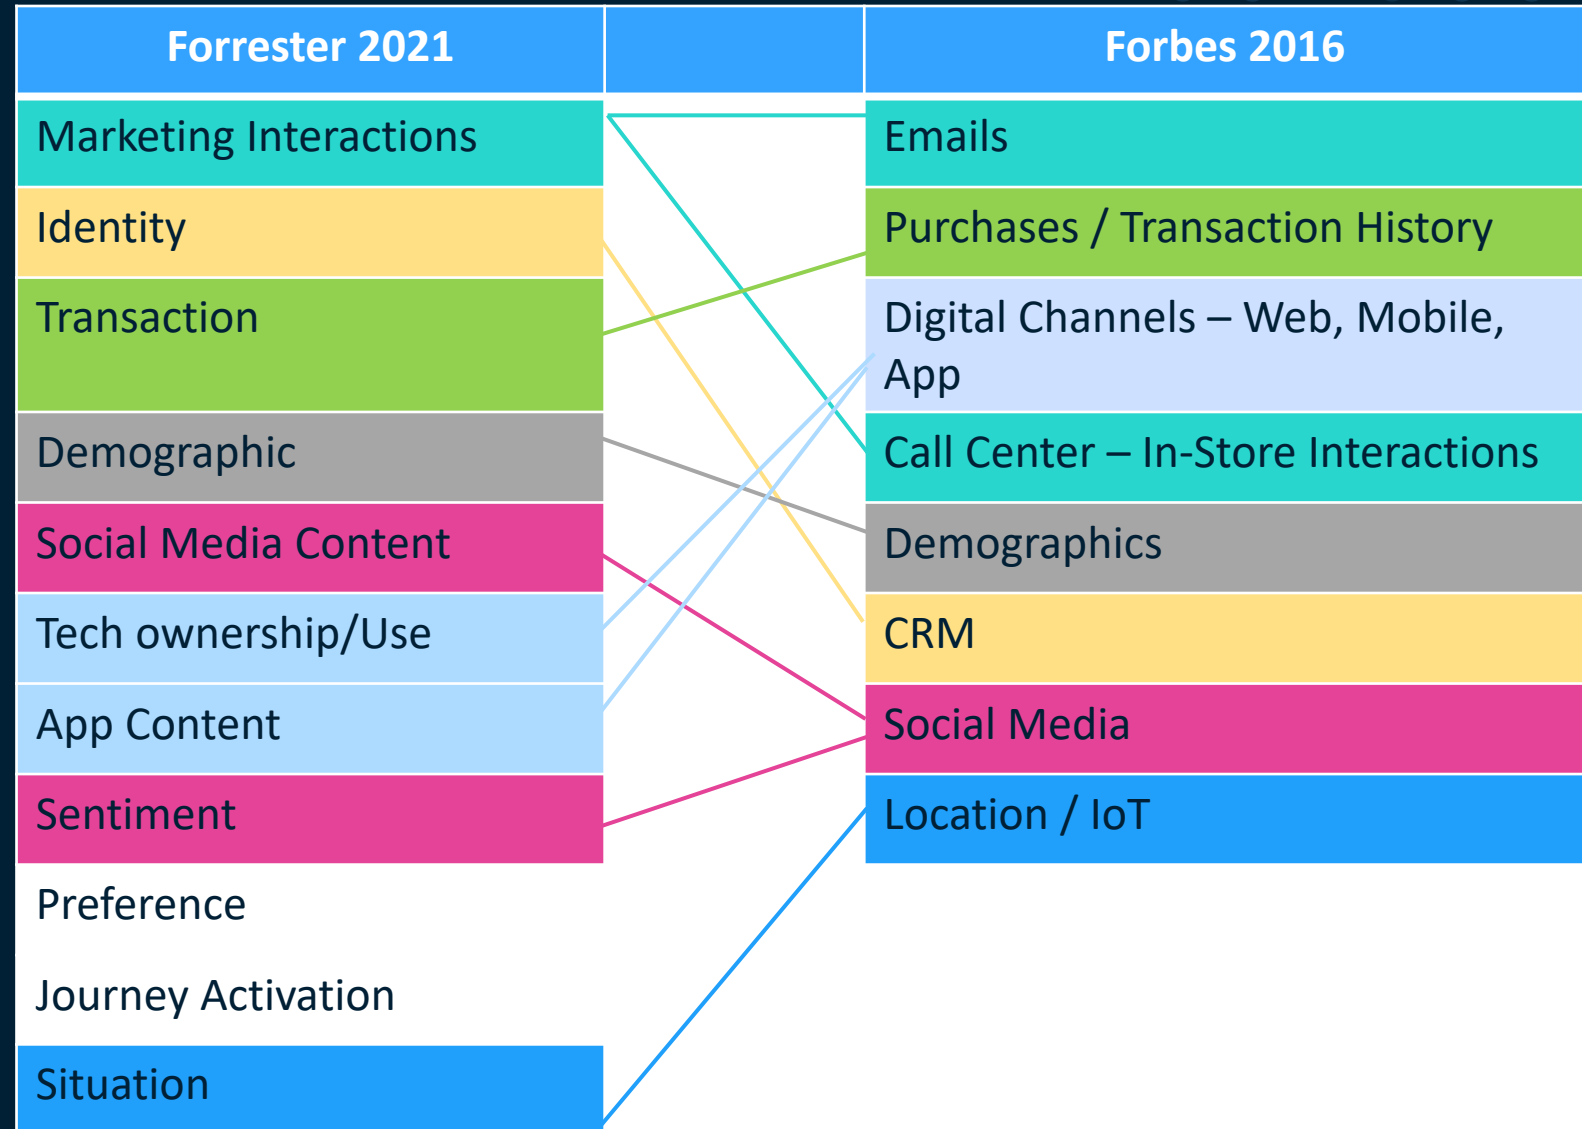 Forrester 2021
Forbes 2016
Marketing Interactions
Emails
Identity
Purchases / Transaction History
Transaction
Digital Channels – Web, Mobile,
App
Demographic
Call Center – In-Store Interactions
Social Media Content
Demographics
Tech ownership/Use
CRM
App Content
Social Media
Sentiment
Location / IoT
Preference
Journey Activation
Situation